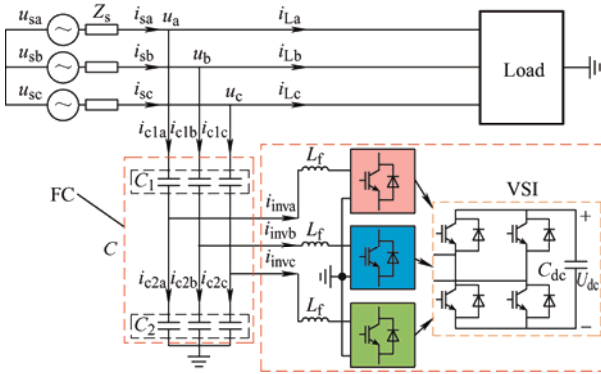 u_sa Z_s i_sa u_a i_La
u_sb i_sb u_b i_Lb
u_sc i_sc u_c i_Lc
Load
i_c1a i_c1b i_c1c
L_f
FC C_1 VSI
C
i_inva
i_invb L_f
i_invc
i_c2a i_c2b i_c2c
L_f
C_2
C_dc U_dc
+
−